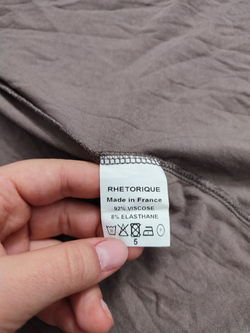 RHETORIQUE
Made in France
92% VISCOSE
8% ELASTHANE
5